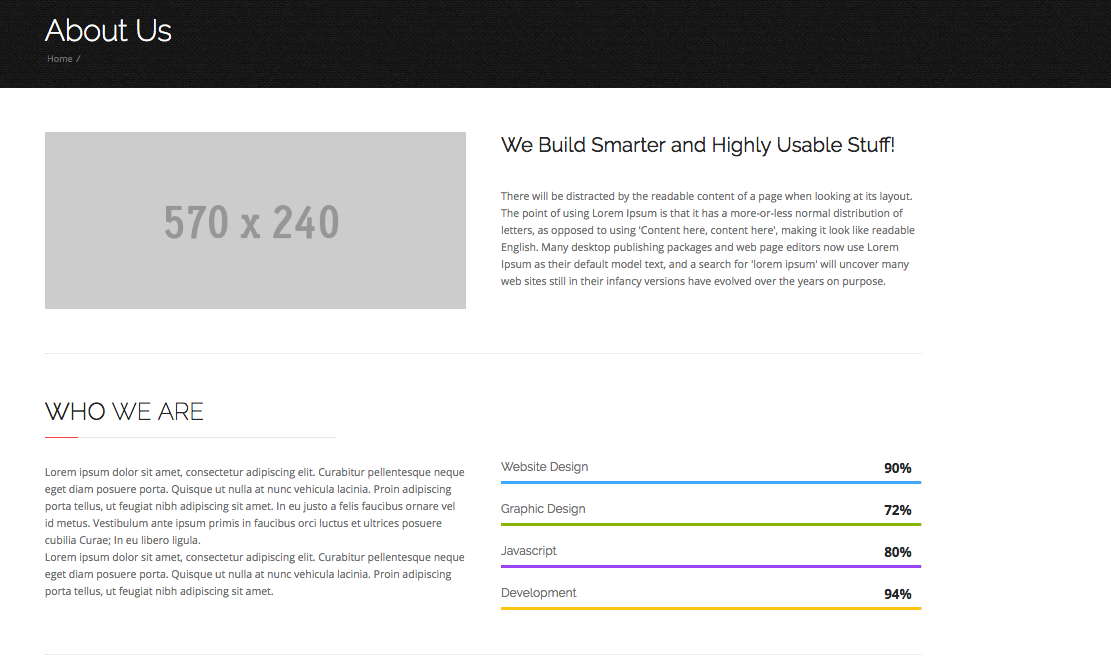 About Us
Home /
570 x 240
We Build Smarter and Highly Usable Stuff!
There will be distracted by the readable content of a page when looking at its layout.
The point of using Lorem Ipsum is that it has a more-or-less normal distribution of
letters, as opposed to using 'Content here, content here', making it look like readable
English. Many desktop publishing packages and web page editors now use Lorem
Ipsum as their default model text, and a search for 'lorem ipsum' will uncover many
web sites still in their infancy versions have evolved over the years on purpose.
WHO WE ARE
Lorem ipsum dolor sit amet, consectetur adipiscing elit. Curabitur pellentesque neque
eget diam posuere porta. Quisque ut nulla at nunc vehicula lacinia. Proin adipiscing
porta tellus, ut feugiat nibh adipiscing sit amet. In eu justo a felis faucibus ornare vel
id metus. Vestibulum ante ipsum primis in faucibus orci luctus et ultrices posuere
cubilia Curae; In eu libero ligula.
Lorem ipsum dolor sit amet, consectetur adipiscing elit. Curabitur pellentesque neque
eget diam posuere porta. Quisque ut nulla at nunc vehicula lacinia. Proin adipiscing
porta tellus, ut feugiat nibh adipiscing sit amet.
Website Design 90%
Graphic Design 72%
Javascript 80%
Development 94%